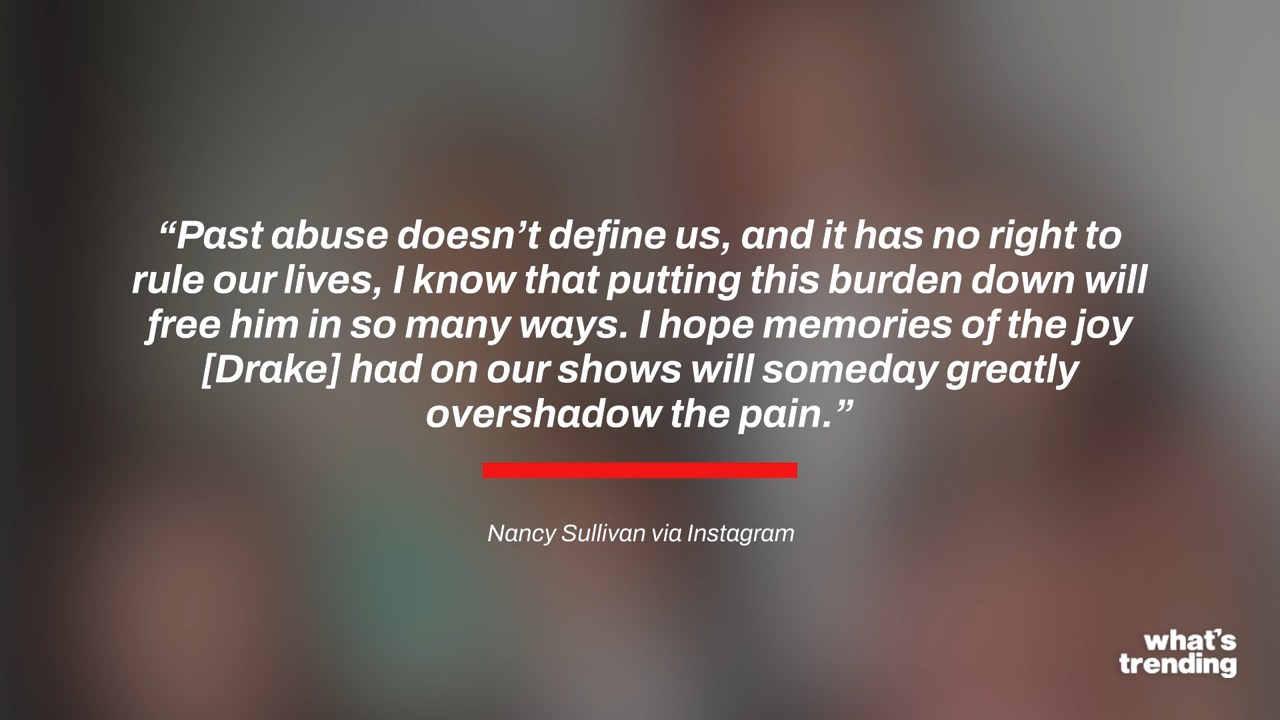 “Past abuse doesn’t define us, and it has no right to
rule our lives, I know that putting this burden down will
free him in so many ways. I hope memories of the joy
[Drake] had on our shows will someday greatly
overshadow the pain.”
Nancy Sullivan via Instagram
what’s
trending